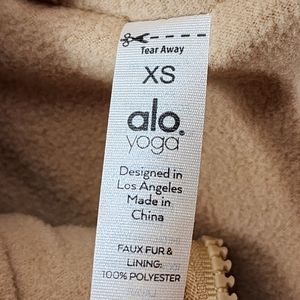 Tear Away
XS
alo.
yoga
Designed in
Los Angeles
Made in
China
FAUX FUR &
LINING:
100% POLYESTER